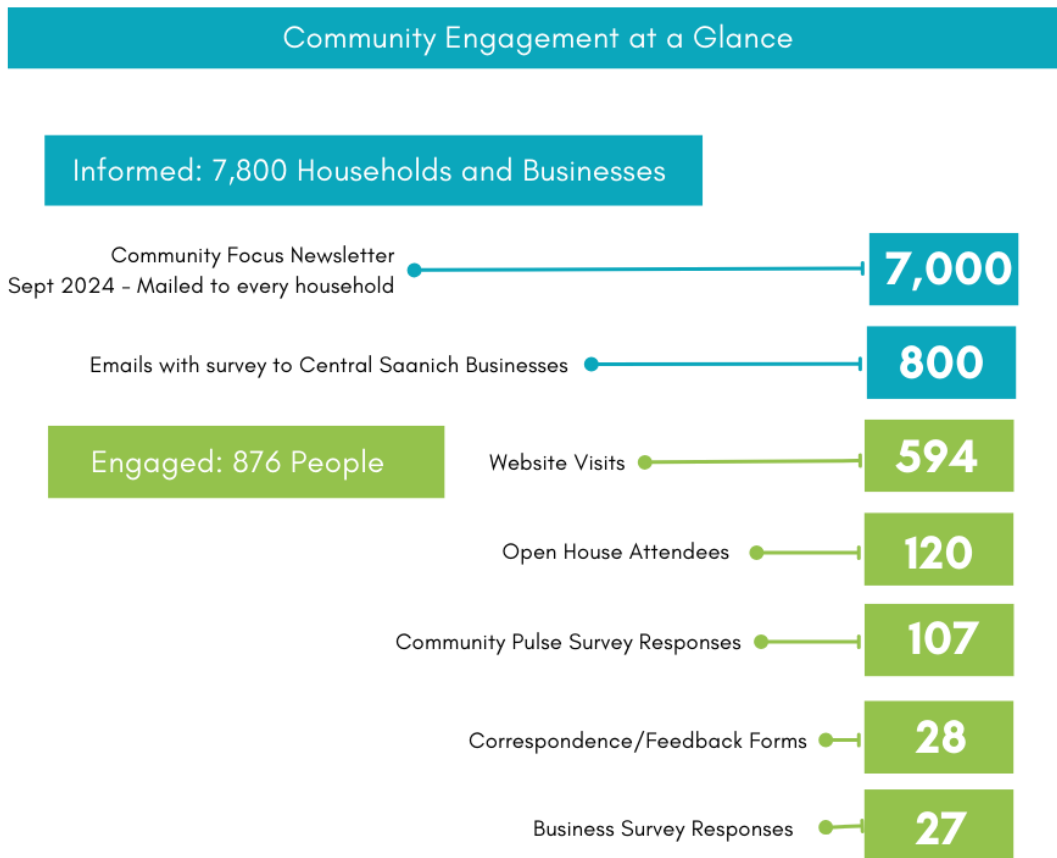 Community Engagement at a Glance
Informed: 7,800 Households and Businesses
Community Focus Newsletter
Sept 2024 - Mailed to every household
7,000
Emails with survey to Central Saanich Businesses
800
Engaged: 876 People
Website Visits
594
Open House Attendees
120
Community Pulse Survey Responses
107
Correspondence/Feedback Forms
28
Business Survey Responses
27